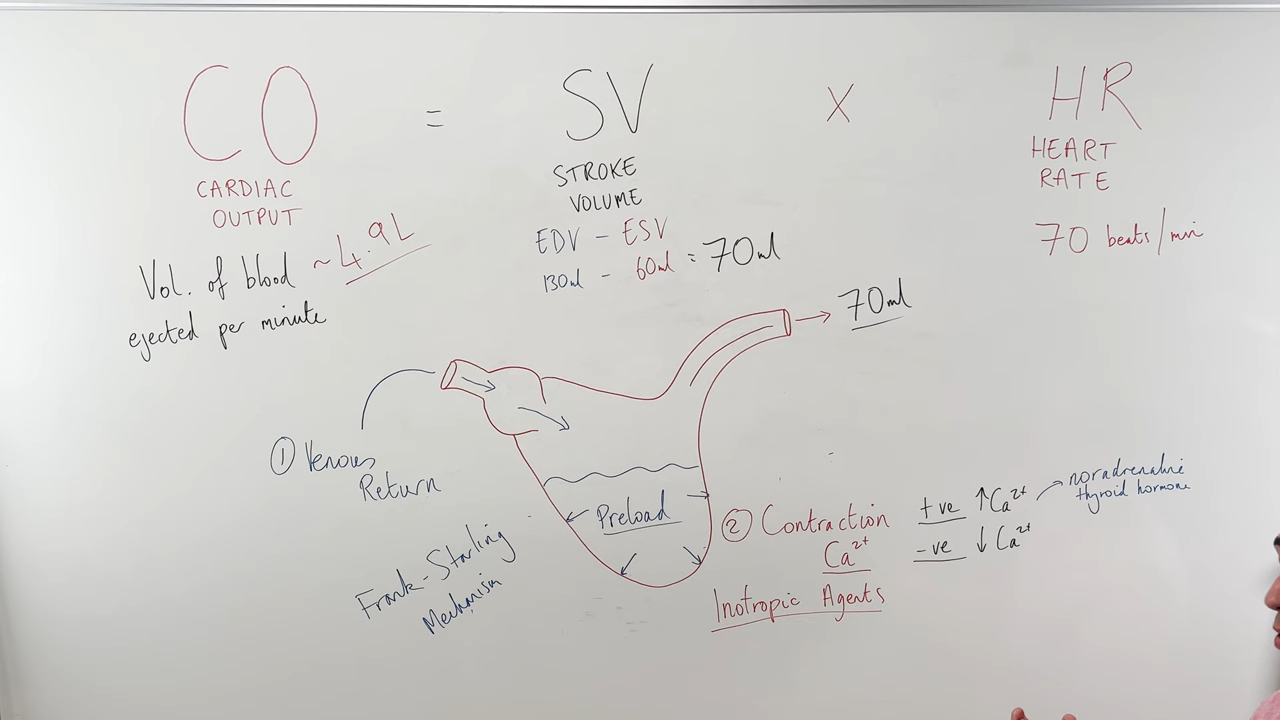 CO = SV X HR
CARDIAC
OUTPUT
STROKE
VOLUME
HEART
RATE
Vol. of blood
ejected per minute
~4.9L
EDV - ESV
130ml - 60ml = 70ml
70 beats/min
70ml
① Venous
Return
Preload
Frank-Starling
Mechanism
② Contraction
Ca²⁺
Inotropic Agents
+ve ↑Ca²⁺
-ve ↓Ca²⁺
noradrenaline
thyroid hormone